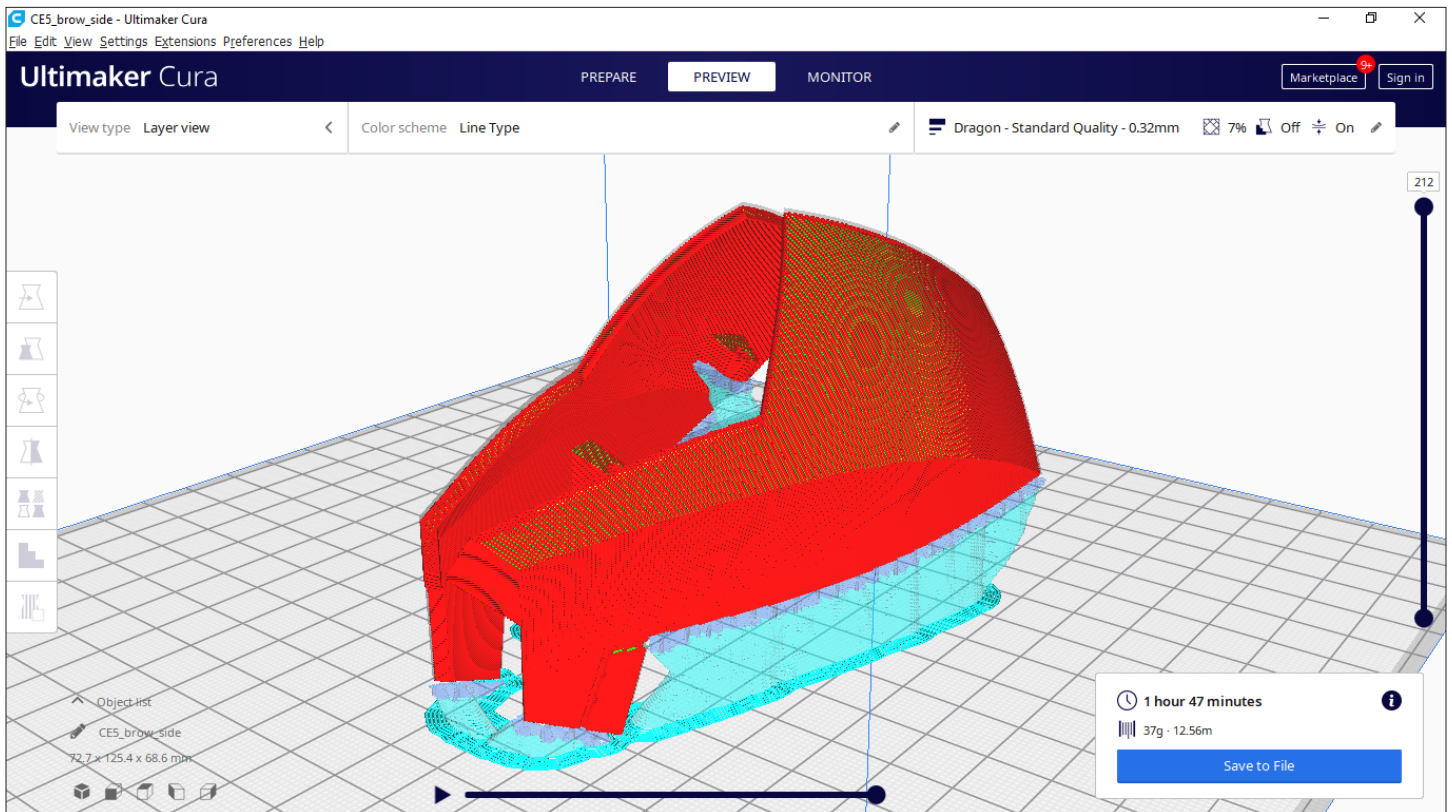 CE5_brow_side - Ultimaker Cura
File Edit View Settings Extensions Preferences Help
Ultimaker Cura
PREPARE
PREVIEW
MONITOR
Marketplace
9+
Sign in
View type Layer view
Color scheme Line Type
Dragon - Standard Quality - 0.32mm
7%
Off
On
212
Object list
CE5_brow_side
72.7 x 125.4 x 68.6 mm
1 hour 47 minutes
37g · 12.56m
Save to File